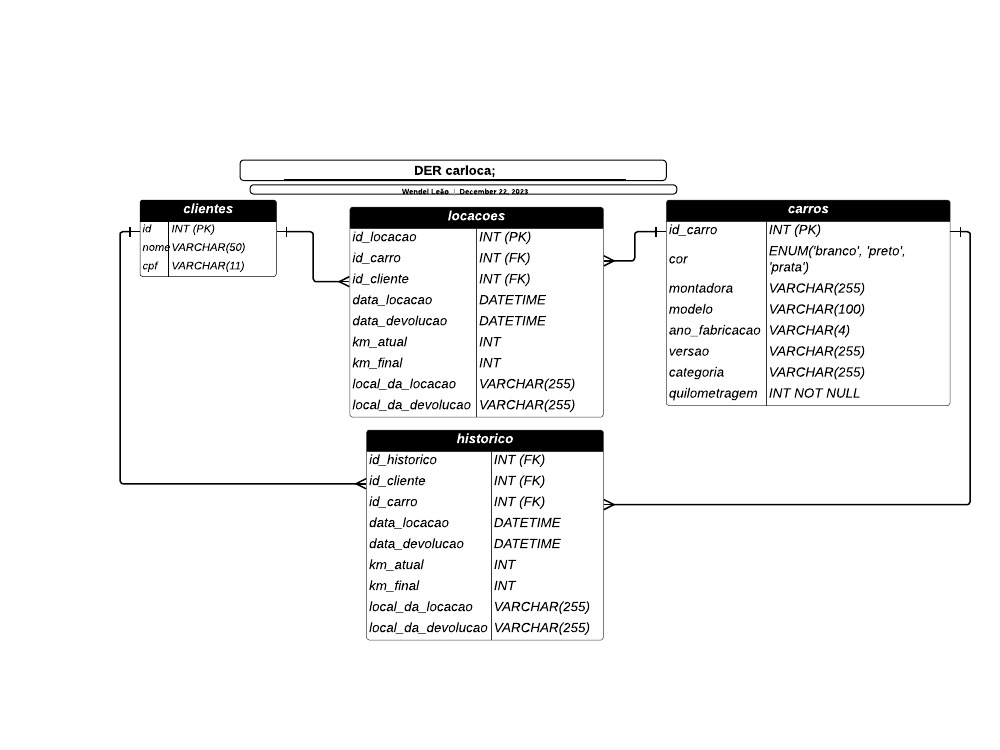 DER carloca;
Wendel Leão | December 22, 2023
clientes
id INT (PK)
nome VARCHAR(50)
cpf VARCHAR(11)
locacoes
id_locacao INT (PK)
id_carro INT (FK)
id_cliente INT (FK)
data_locacao DATETIME
data_devolucao DATETIME
km_atual INT
km_final INT
local_da_locacao VARCHAR(255)
local_da_devolucao VARCHAR(255)
carros
id_carro INT (PK)
cor ENUM('branco', 'preto',
'prata')
montadora VARCHAR(255)
modelo VARCHAR(100)
ano_fabricacao VARCHAR(4)
versao VARCHAR(255)
categoria VARCHAR(255)
quilometragem INT NOT NULL
historico
id_historico INT (FK)
id_cliente INT (FK)
id_carro INT (FK)
data_locacao DATETIME
data_devolucao DATETIME
km_atual INT
km_final INT
local_da_locacao VARCHAR(255)
local_da_devolucao VARCHAR(255)